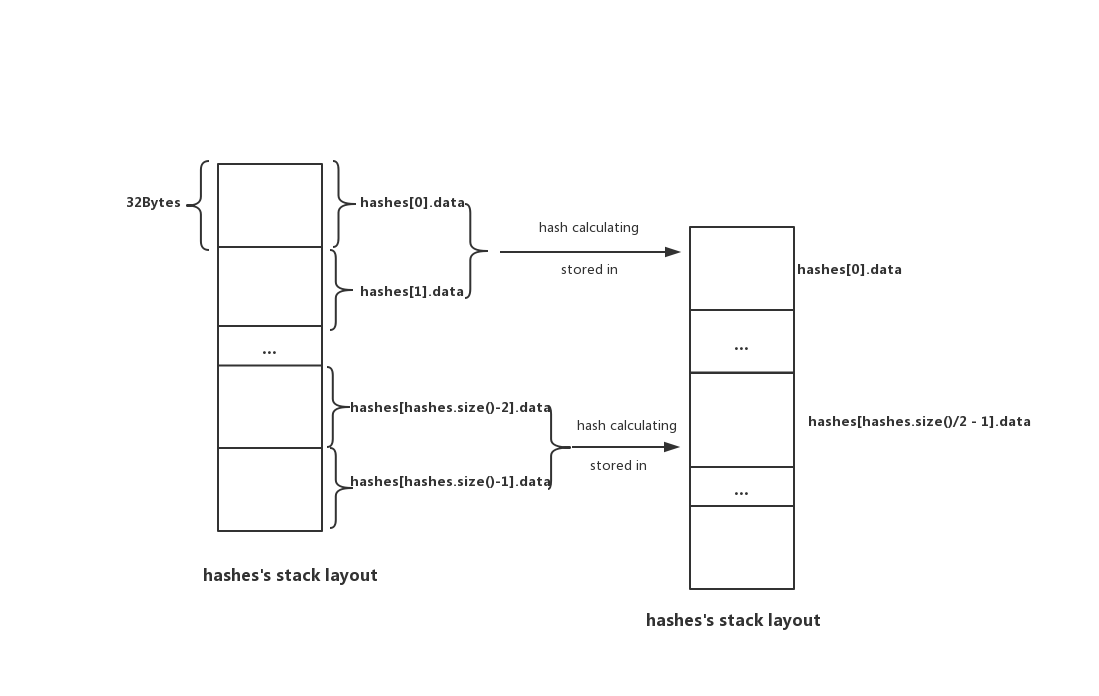 32Bytes
hashes[0].data
hashes[1].data
...
hashes[hashes.size()-2].data
hashes[hashes.size()-1].data
hashes's stack layout
hash calculating
stored in
hash calculating
stored in
hashes[0].data
...
hashes[hashes.size()/2 - 1].data
...
hashes's stack layout